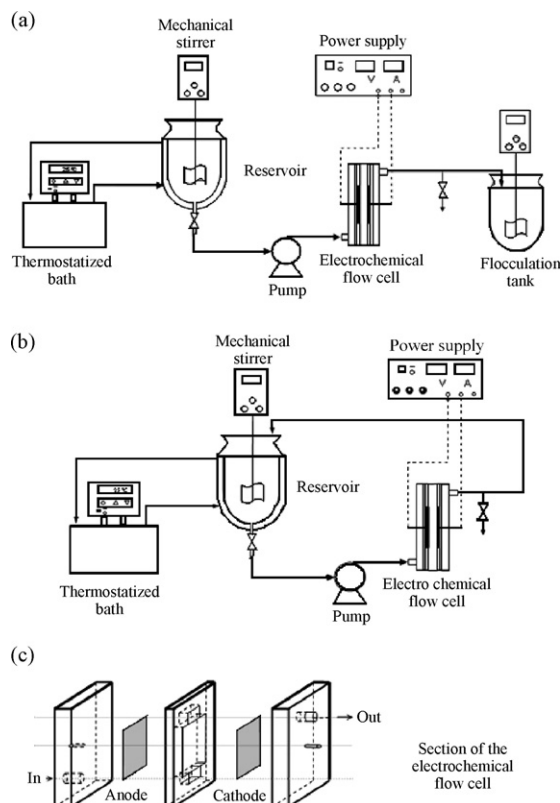 (a)
Mechanical
stirrer
Power supply
V A
Reservoir
Thermostatized
bath
Pump
Electrochemical
flow cell
Flocculation
tank
(b)
Mechanical
stirrer
Power supply
V A
Reservoir
Thermostatized
bath
Pump
Electro chemical
flow cell
(c)
In
Anode
Cathode
Out
Section of the
electrochemical
flow cell